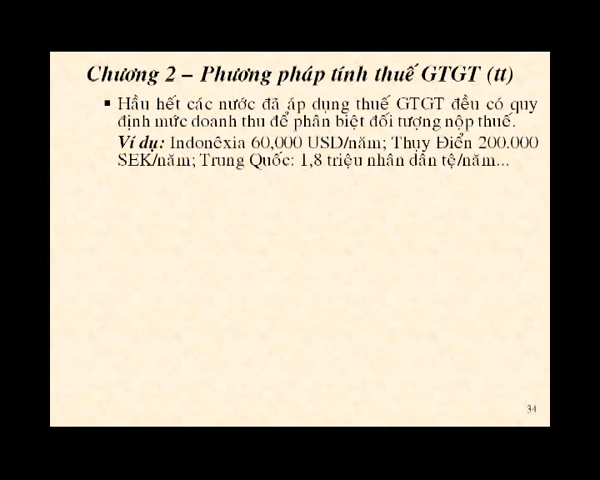 Chương 2 – Phương pháp tính thuế GTGT (tt)
▪ Hầu hết các nước đã áp dụng thuế GTGT đều có quy
định mức doanh thu để phân biệt đối tượng nộp thuế.
Ví dụ: Indonêxia 60,000 USD/năm; Thụy Điển 200.000
SEK/năm; Trung Quốc: 1,8 triệu nhân dân tệ/năm...
34